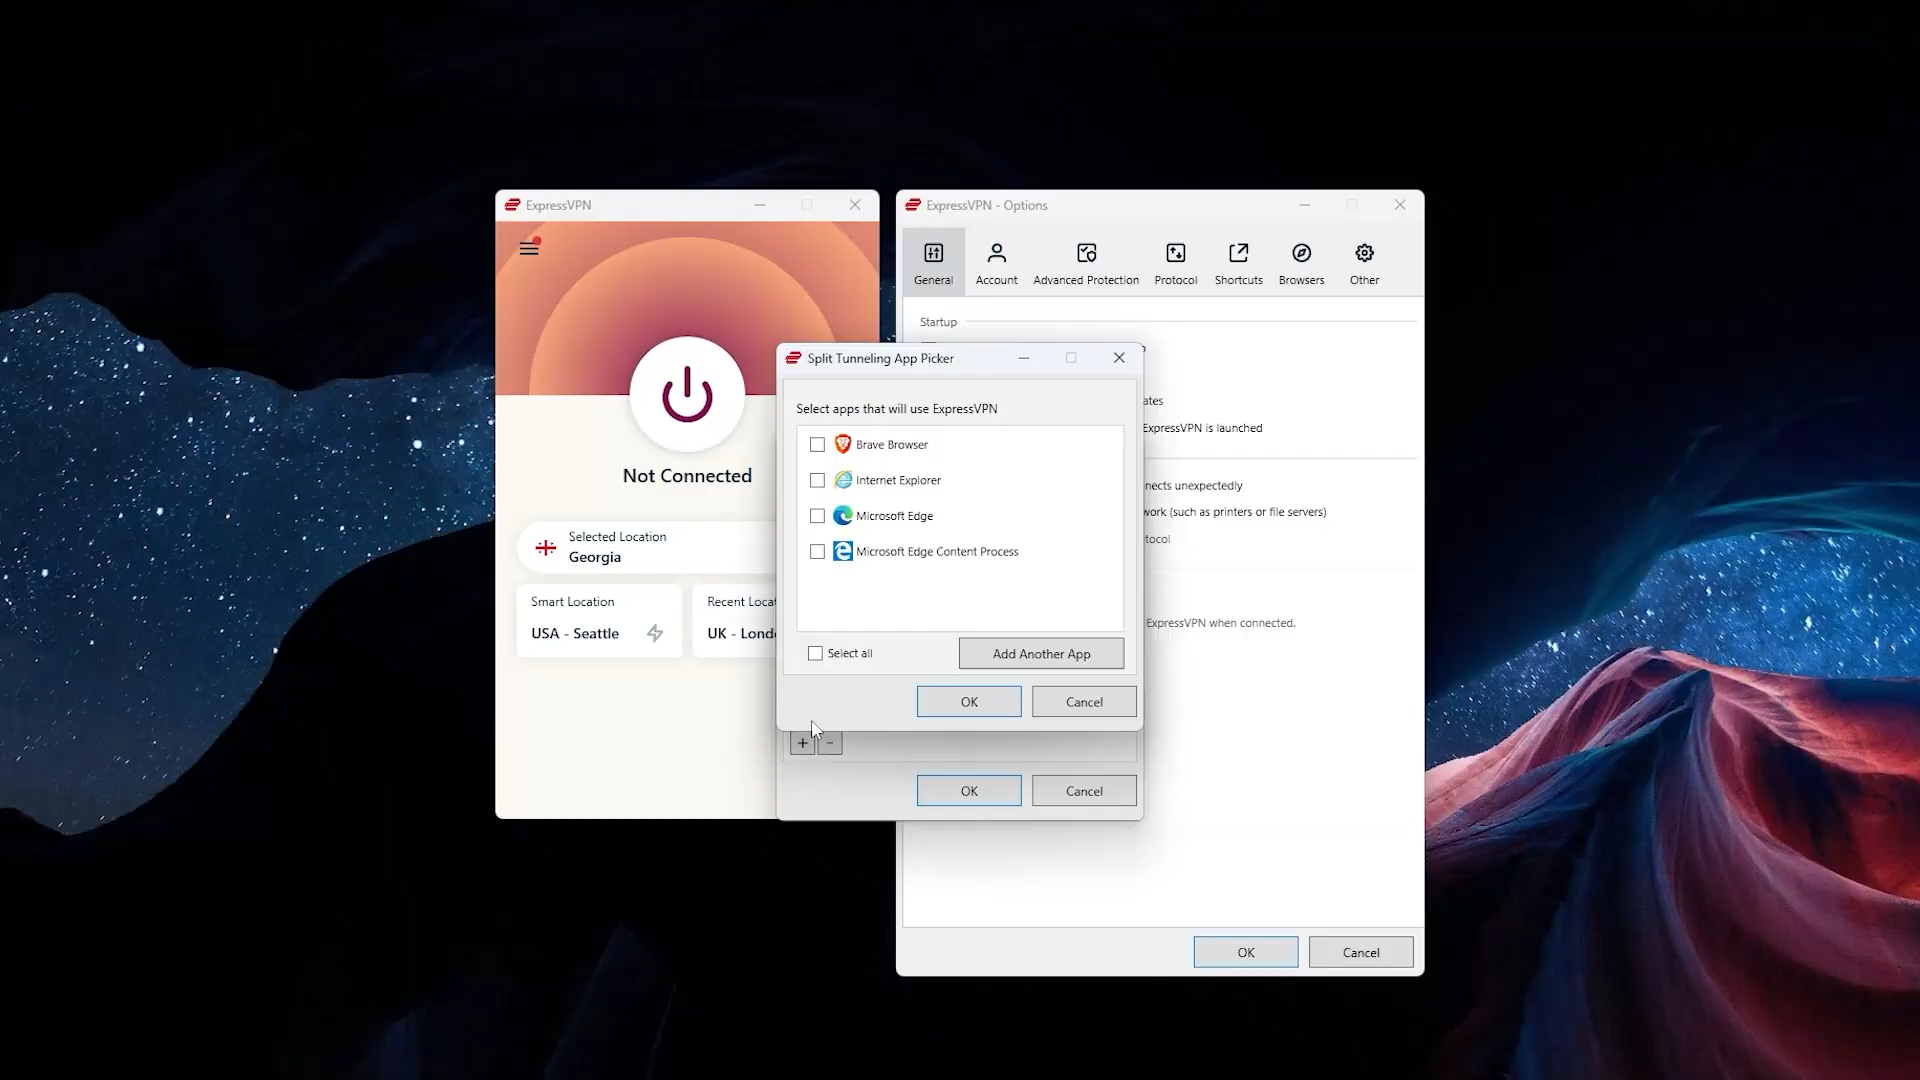 ExpressVPN
Not Connected
Selected Location
Georgia
Smart Location
USA - Seattle
Recent Locat
UK - Lond
ExpressVPN - Options
General
Account
Advanced Protection
Protocol
Shortcuts
Browsers
Other
Startup
ates
ExpressVPN is launched
nects unexpectedly
work (such as printers or file servers)
tocol
ExpressVPN when connected.
OK
Cancel
Split Tunneling App Picker
Select apps that will use ExpressVPN
Brave Browser
Internet Explorer
Microsoft Edge
Microsoft Edge Content Process
Select all
Add Another App
OK
Cancel
+
-
OK
Cancel